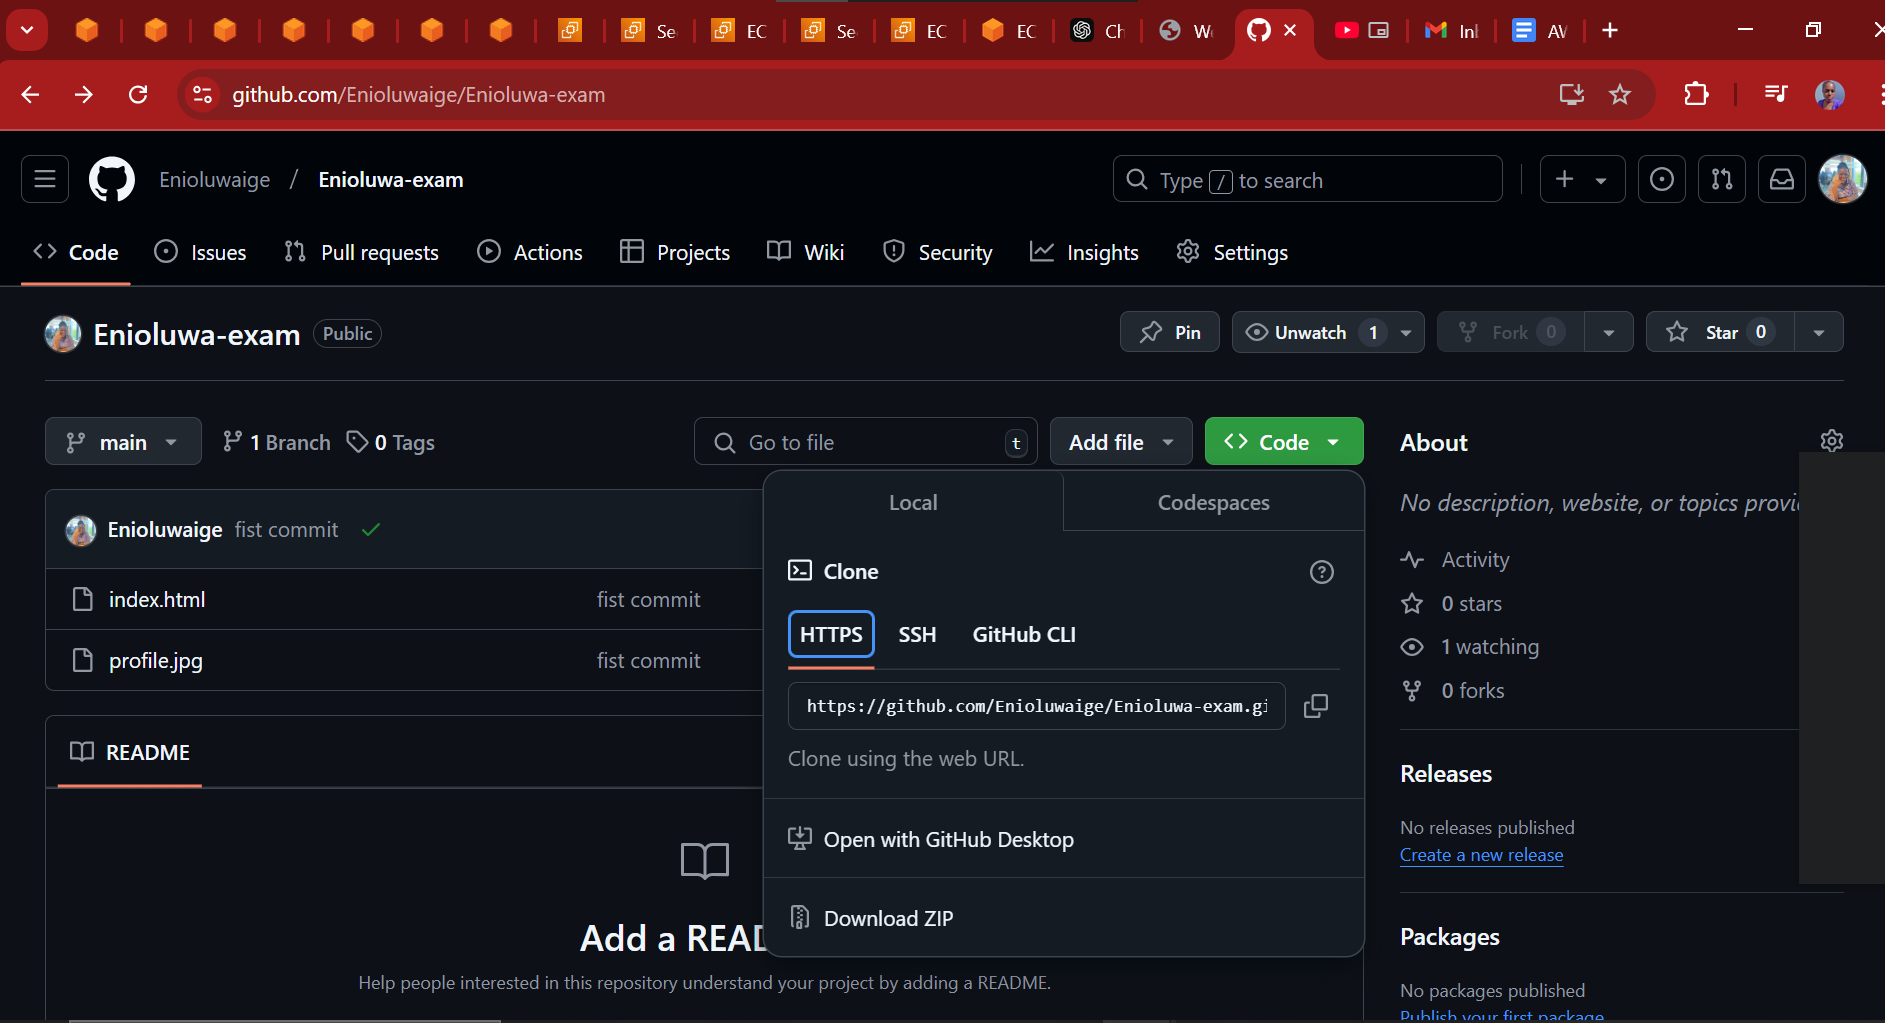 Se
EC
Se
EC
EC
Ch
We
Inl
AV
github.com/Enioluwaige/Enioluwa-exam
Enioluwaige / Enioluwa-exam
Type / to search
Code Issues Pull requests Actions Projects Wiki Security Insights Settings
Enioluwa-exam Public
Pin Unwatch 1 Fork 0 Star 0
main 1 Branch 0 Tags
Go to file t
Add file
Code
Enioluwaige fist commit
index.html fist commit
profile.jpg fist commit
README
Add a READ
Help people interested in this repository understand your project by adding a README.
Local Codespaces
Clone
HTTPS SSH GitHub CLI
https://github.com/Enioluwaige/Enioluwa-exam.gi
Clone using the web URL.
Open with GitHub Desktop
Download ZIP
About
No description, website, or topics provi
Activity
0 stars
1 watching
0 forks
Releases
No releases published
Create a new release
Packages
No packages published
Publish your first package